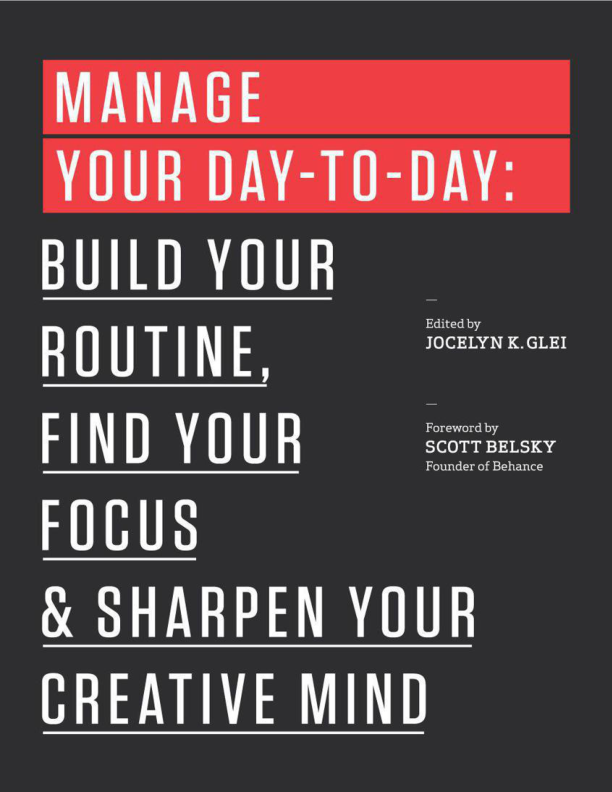 MANAGE
YOUR DAY-TO-DAY:
BUILD YOUR
ROUTINE,
FIND YOUR
FOCUS
& SHARPEN YOUR
CREATIVE MIND
—
Edited by
JOCELYN K. GLEI
—
Foreword by
SCOTT BELSKY
Founder of Behance